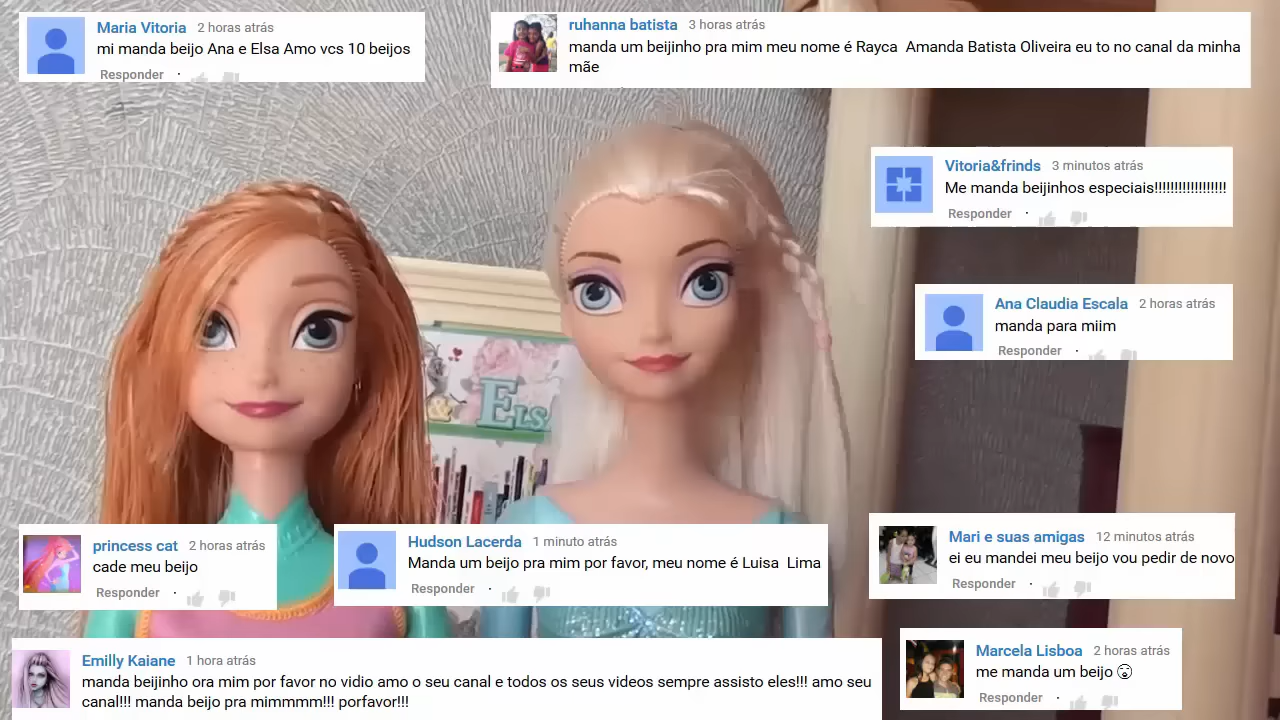 Maria Vitoria 2 horas atrás
mi manda beijo Ana e Elsa Amo vcs 10 beijos
Responder ·
ruhanna batista 3 horas atrás
manda um beijinho pra mim meu nome é Rayca Amanda Batista Oliveira eu to no canal da minha
mãe
Vitoria&frinds 3 minutos atrás
Me manda beijinhos especiais!!!!!!!!!!!!!!!!!!
Responder ·
Ana Claudia Escala 2 horas atrás
manda para miim
Responder ·
& Elsa
princess cat 2 horas atrás
cade meu beijo
Responder ·
Hudson Lacerda 1 minuto atrás
Manda um beijo pra mim por favor, meu nome é Luisa Lima
Responder ·
Mari e suas amigas 12 minutos atrás
ei eu mandei meu beijo vou pedir de novo
Responder ·
Emilly Kaiane 1 hora atrás
manda beijinho ora mim por favor no vidio amo o seu canal e todos os seus videos sempre assisto eles!!! amo seu
canal!!! manda beijo pra mimmmm!!! porfavor!!!
Marcela Lisboa 2 horas atrás
me manda um beijo 😲
Responder ·